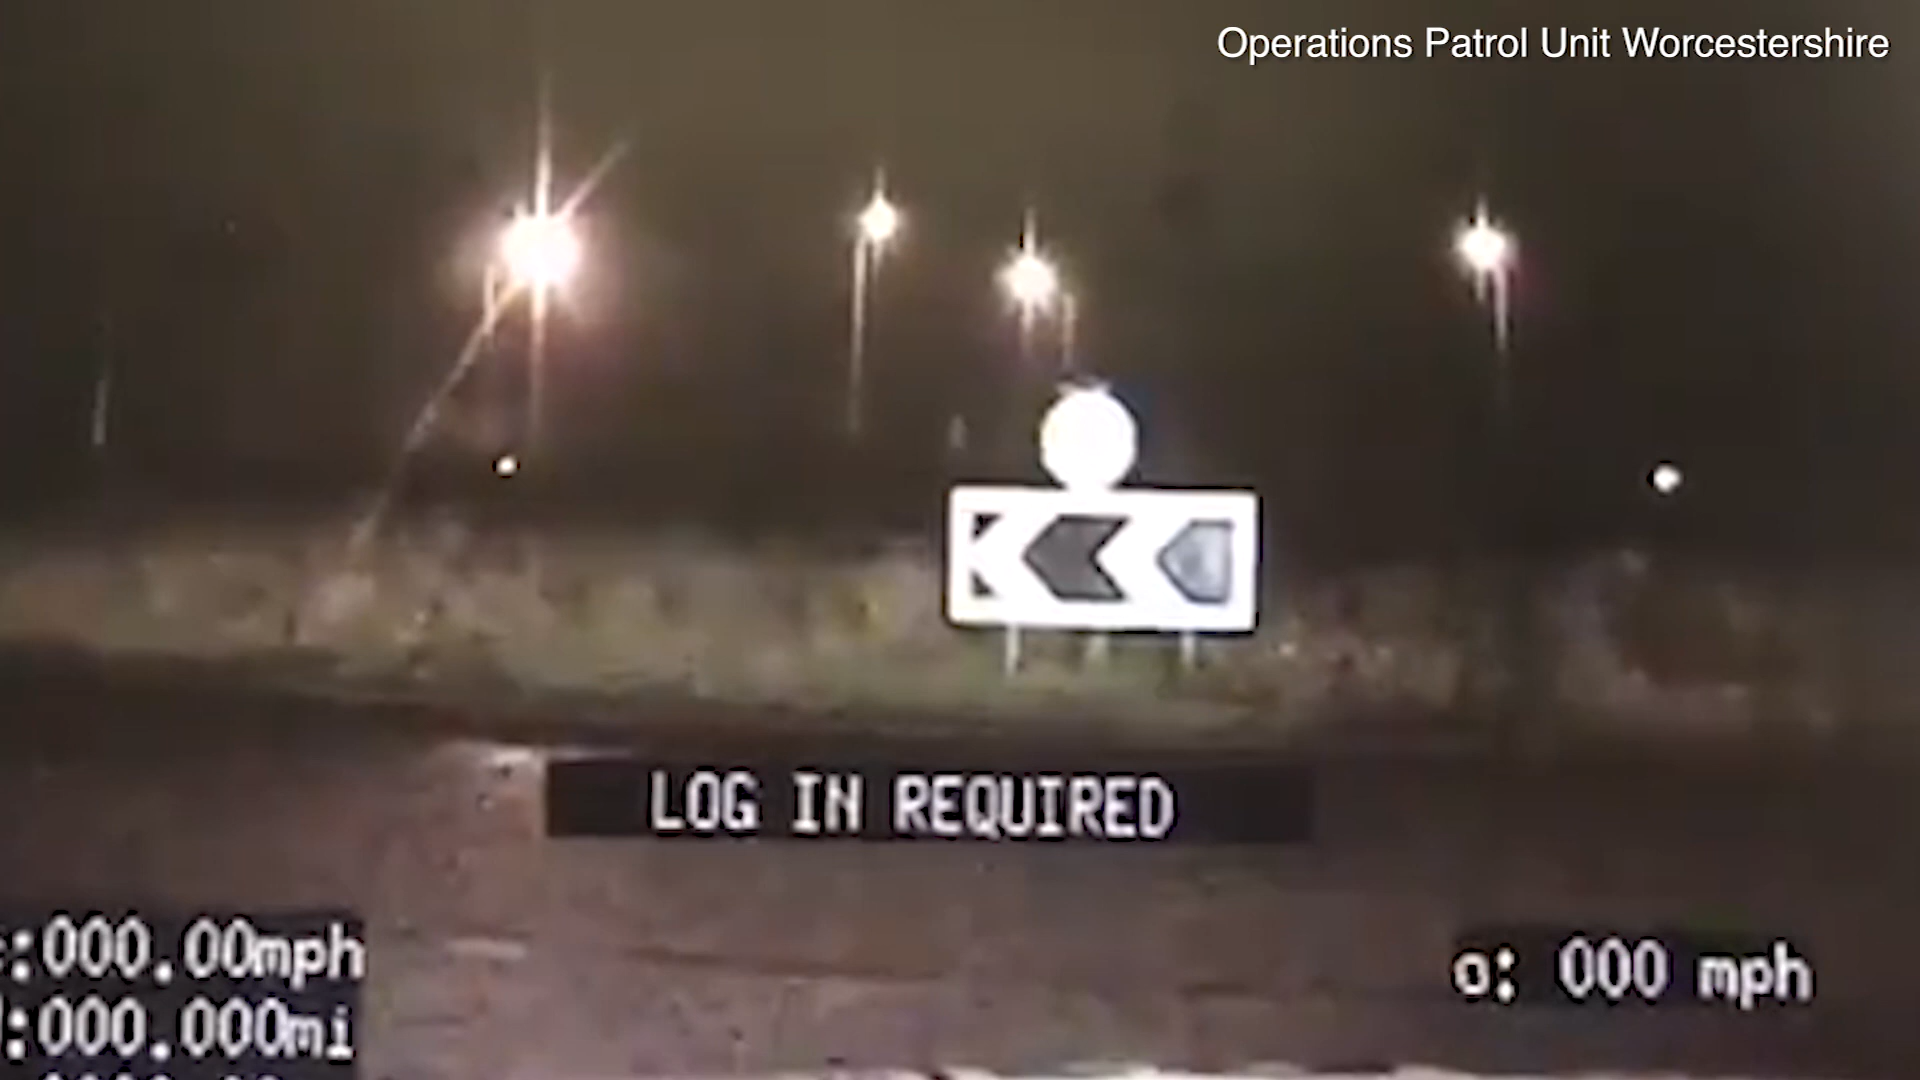 Operations Patrol Unit Worcestershire
LOG IN REQUIRED
:000.00mph
:000.000mi
a: 000 mph